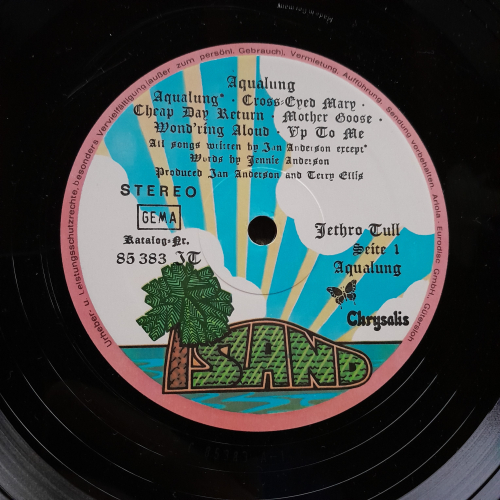 Aqualung
Aqualung* · Cross-Eyed Mary ·
Cheap Day Return · Mother Goose ·
Wond'ring Aloud · Up To Me
All songs written by Ian Anderson except*
Words by Jennie Anderson
Produced Ian Anderson and Terry Ellis
STEREO
GEMA
Katalog-Nr.
85 383 IT
Jethro Tull
Seite 1
Aqualung
Chrysalis
ISLAND
Urheber- u. Leistungsschutzrechte, besonders Vervielfältigung (außer zum persönl. Gebrauch), Vermietung, Aufführung, Sendung vorbehalten. Ariola-Eurodisc GmbH, Gütersloh
Made in Germany